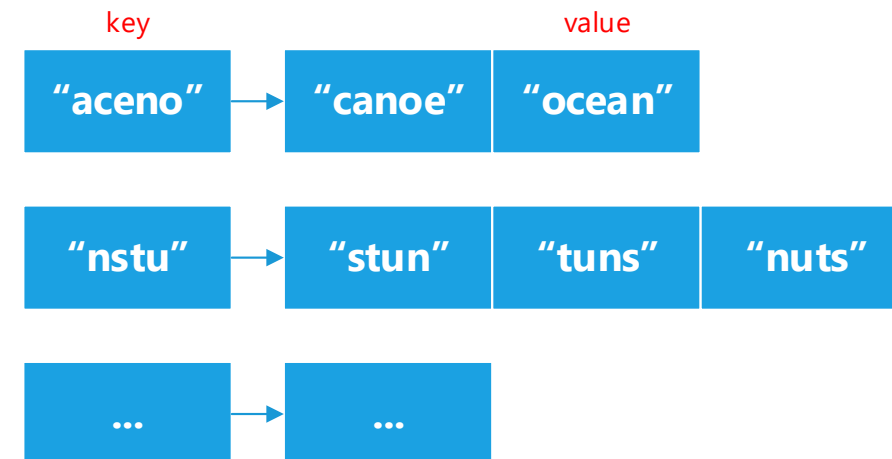 key value
“aceno” “canoe” “ocean”
“nstu” “stun” “tuns” “nuts”
... ...